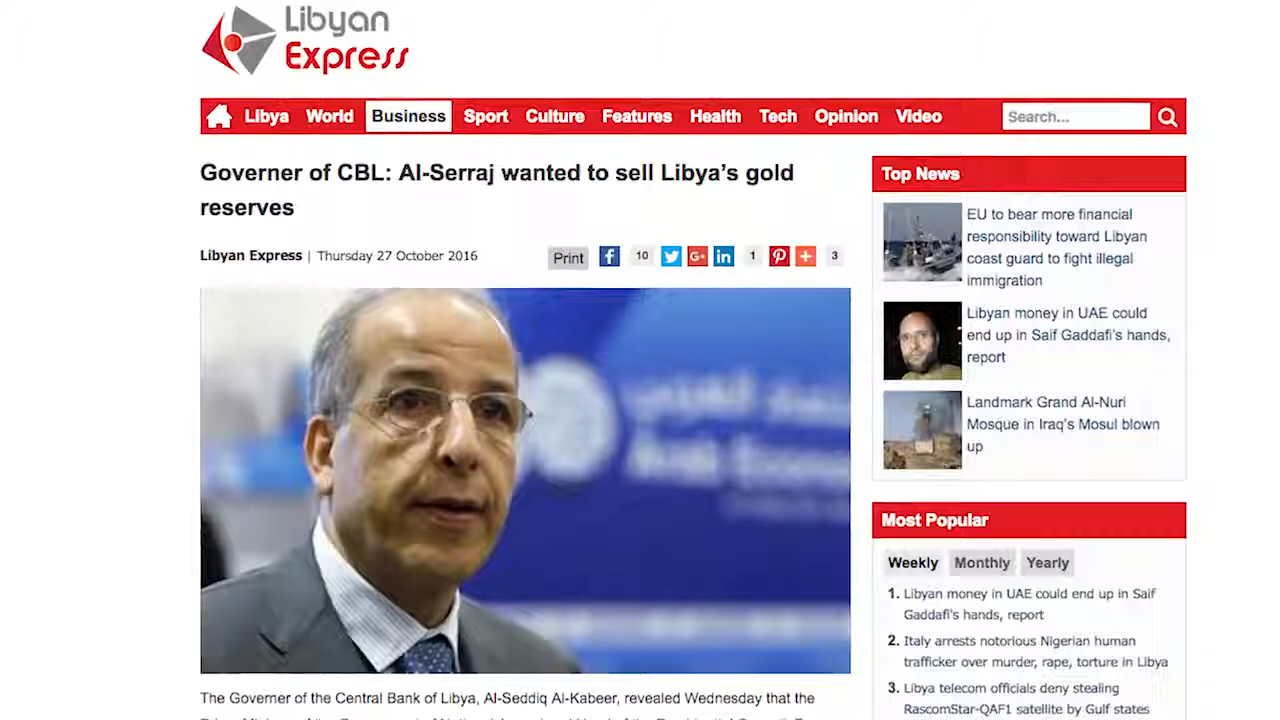 Libyan
Express
Libya World Business Sport Culture Features Health Tech Opinion Video Search...
Governer of CBL: Al-Serraj wanted to sell Libya's gold
reserves
Libyan Express | Thursday 27 October 2016
Print 10 1 3
The Governor of the Central Bank of Libya, Al-Seddiq Al-Kabeer, revealed Wednesday that the
Top News
EU to bear more financial
responsibility toward Libyan
coast guard to fight illegal
immigration
Libyan money in UAE could
end up in Saif Gaddafi's hands,
report
Landmark Grand Al-Nuri
Mosque in Iraq's Mosul blown
up
Most Popular
Weekly Monthly Yearly
1. Libyan money in UAE could end up in Saif
Gaddafi's hands, report
2. Italy arrests notorious Nigerian human
trafficker over murder, rape, torture in Libya
3. Libya telecom officials deny stealing
RascomStar-QAF1 satellite by Gulf states